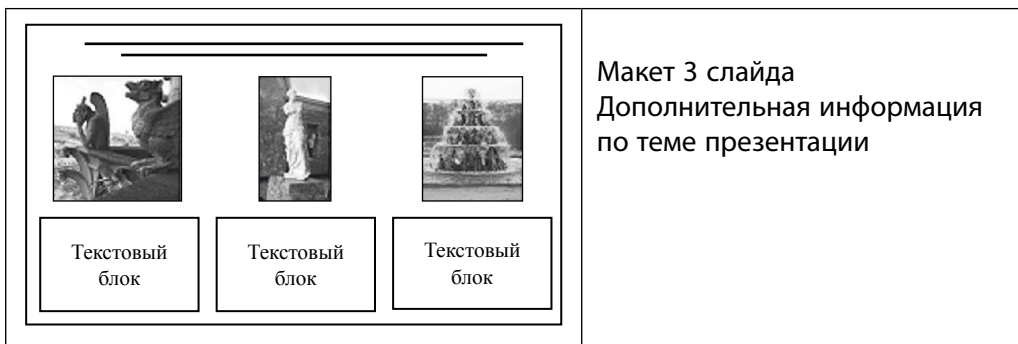 Текстовый
блок
Текстовый
блок
Текстовый
блок
Макет 3 слайда
Дополнительная информация
по теме презентации